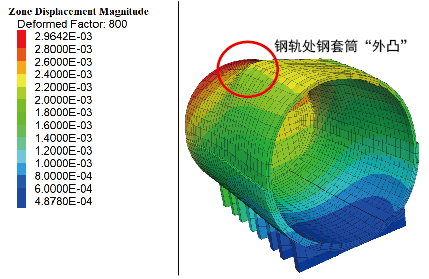 Zone Displacement Magnitude
Deformed Factor: 800
2.9642E-03
2.8000E-03
2.6000E-03
2.4000E-03
2.2000E-03
2.0000E-03
1.8000E-03
1.6000E-03
1.4000E-03
1.2000E-03
1.0000E-03
8.0000E-04
6.0000E-04
4.8780E-04
钢轨处钢套筒“外凸”